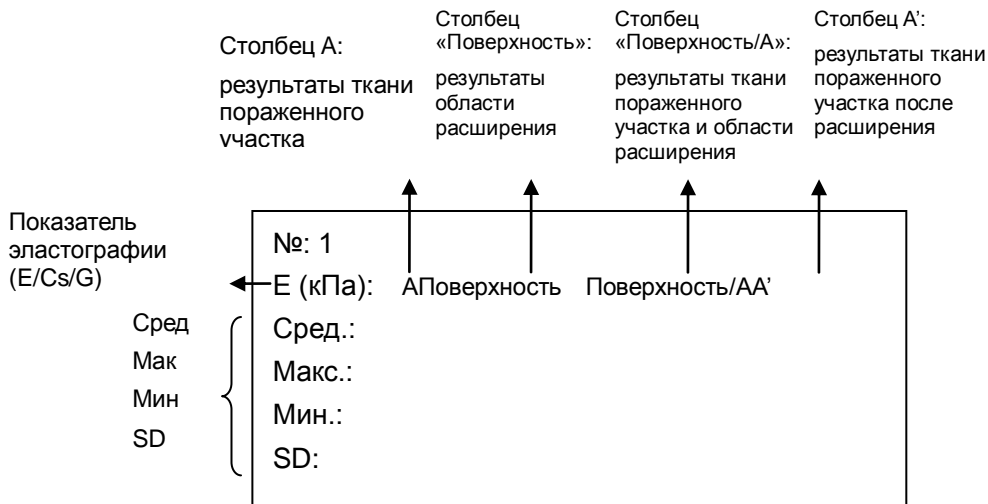 Столбец A:
результаты ткани
пораженного
участка
Столбец
«Поверхность»:
результаты
области
расширения
Столбец
«Поверхность/A»:
результаты ткани
пораженного
участка и области
расширения
Столбец A’:
результаты ткани
пораженного
участка после
расширения
Показатель
эластографии
(E/Cs/G)
№: 1
E (кПа): AПоверхность Поверхность/AA’
Сред.:
Макс.:
Мин.:
SD:
Сред
Мак
Мин
SD